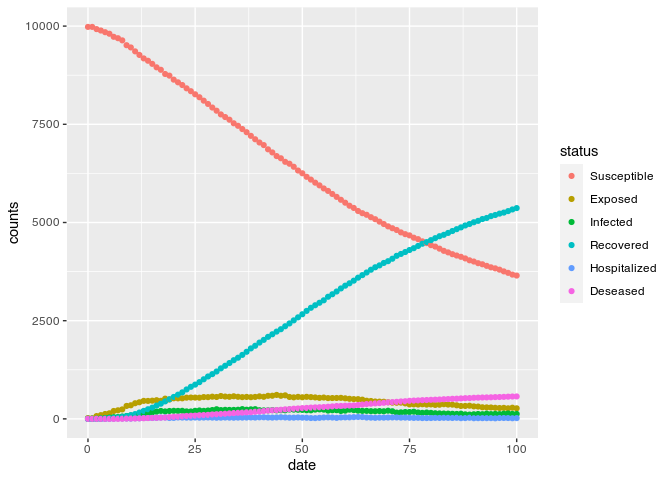 10000
7500
5000
2500
0
counts
0 25 50 75 100
date
status
Susceptible
Exposed
Infected
Recovered
Hospitalized
Deseased